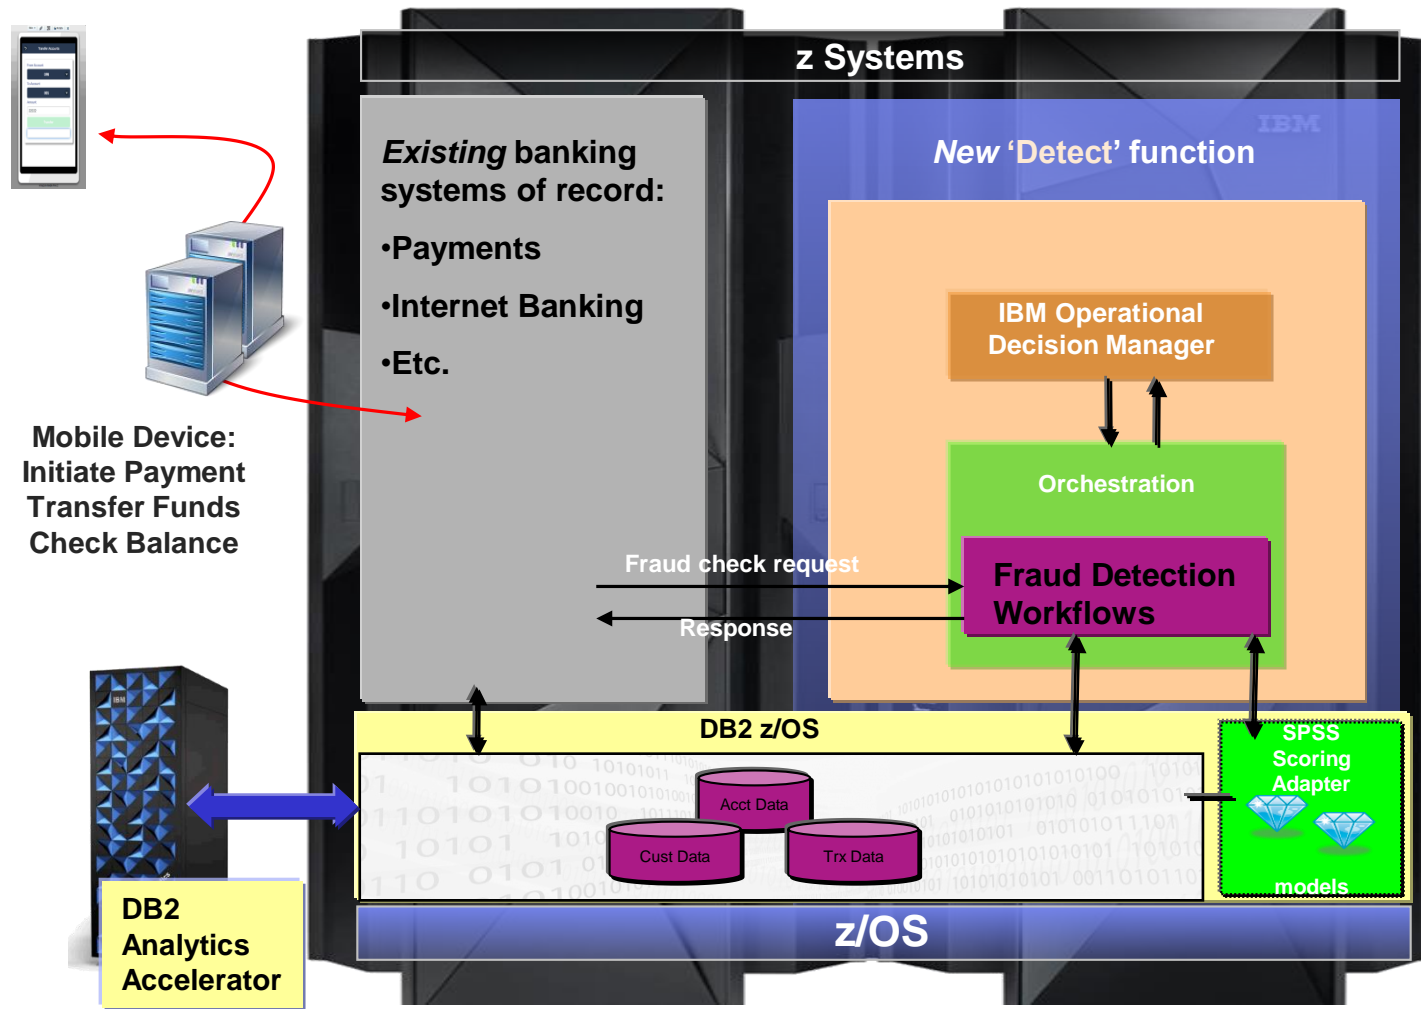 z Systems
Existing banking
systems of record:
•Payments
•Internet Banking
•Etc.
New ‘Detect’ function
IBM
IBM Operational
Decision Manager
Orchestration
Fraud Detection
Workflows
Fraud check request
Response
Mobile Device:
Initiate Payment
Transfer Funds
Check Balance
DB2 z/OS
Acct Data
Cust Data
Trx Data
SPSS
Scoring
Adapter
models
IBM
DB2
Analytics
Accelerator
z/OS